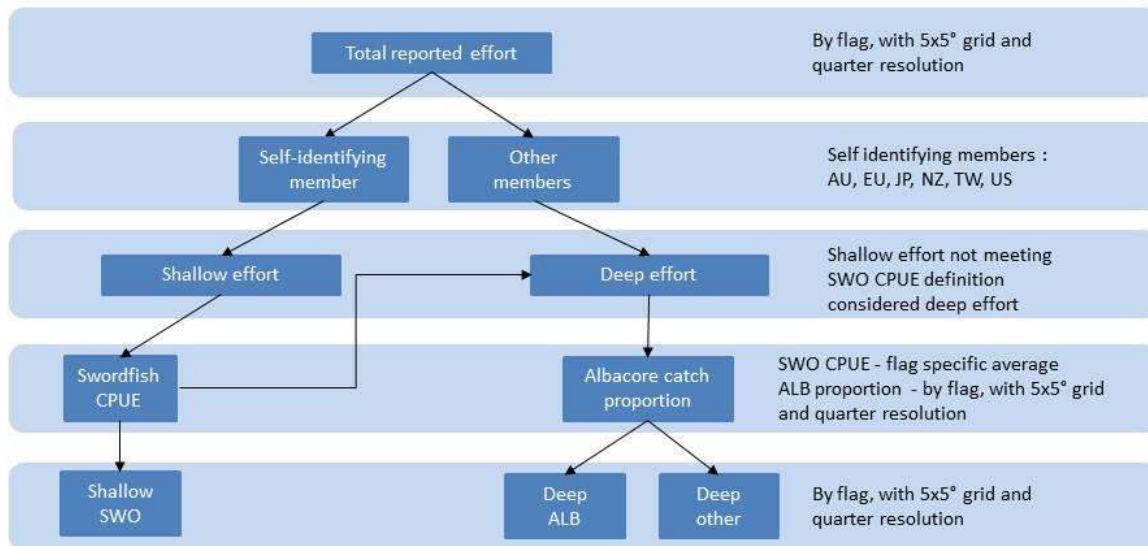 Total reported effort
By flag, with 5x5° grid and
quarter resolution
Self-identifying
member
Other
members
Self identifying members :
AU, EU, JP, NZ, TW, US
Shallow effort
Deep effort
Shallow effort not meeting
SWO CPUE definition
considered deep effort
Swordfish
CPUE
Albacore catch
proportion
SWO CPUE - flag specific average
ALB proportion - by flag, with 5x5° grid
and quarter resolution
Shallow
SWO
Deep
ALB
Deep
other
By flag, with 5x5° grid and
quarter resolution